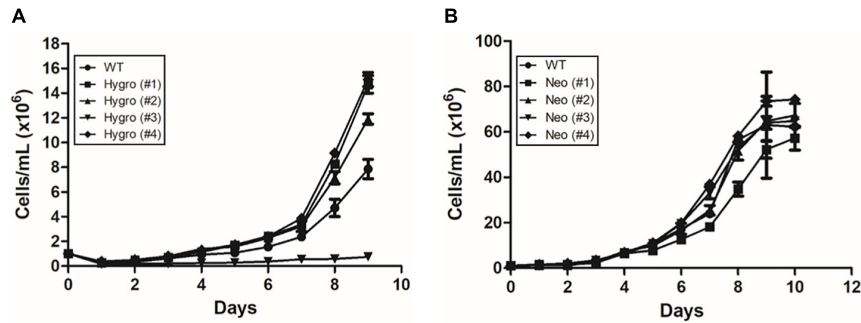 A
Cells/mL (x10⁶)
18
16
14
12
10
8
6
4
2
0
WT
Hygro (#1)
Hygro (#2)
Hygro (#3)
Hygro (#4)
0 2 4 6 8 10
Days
B
Cells/mL (x10⁶)
100
80
60
40
20
0
WT
Neo (#1)
Neo (#2)
Neo (#3)
Neo (#4)
0 2 4 6 8 10 12
Days